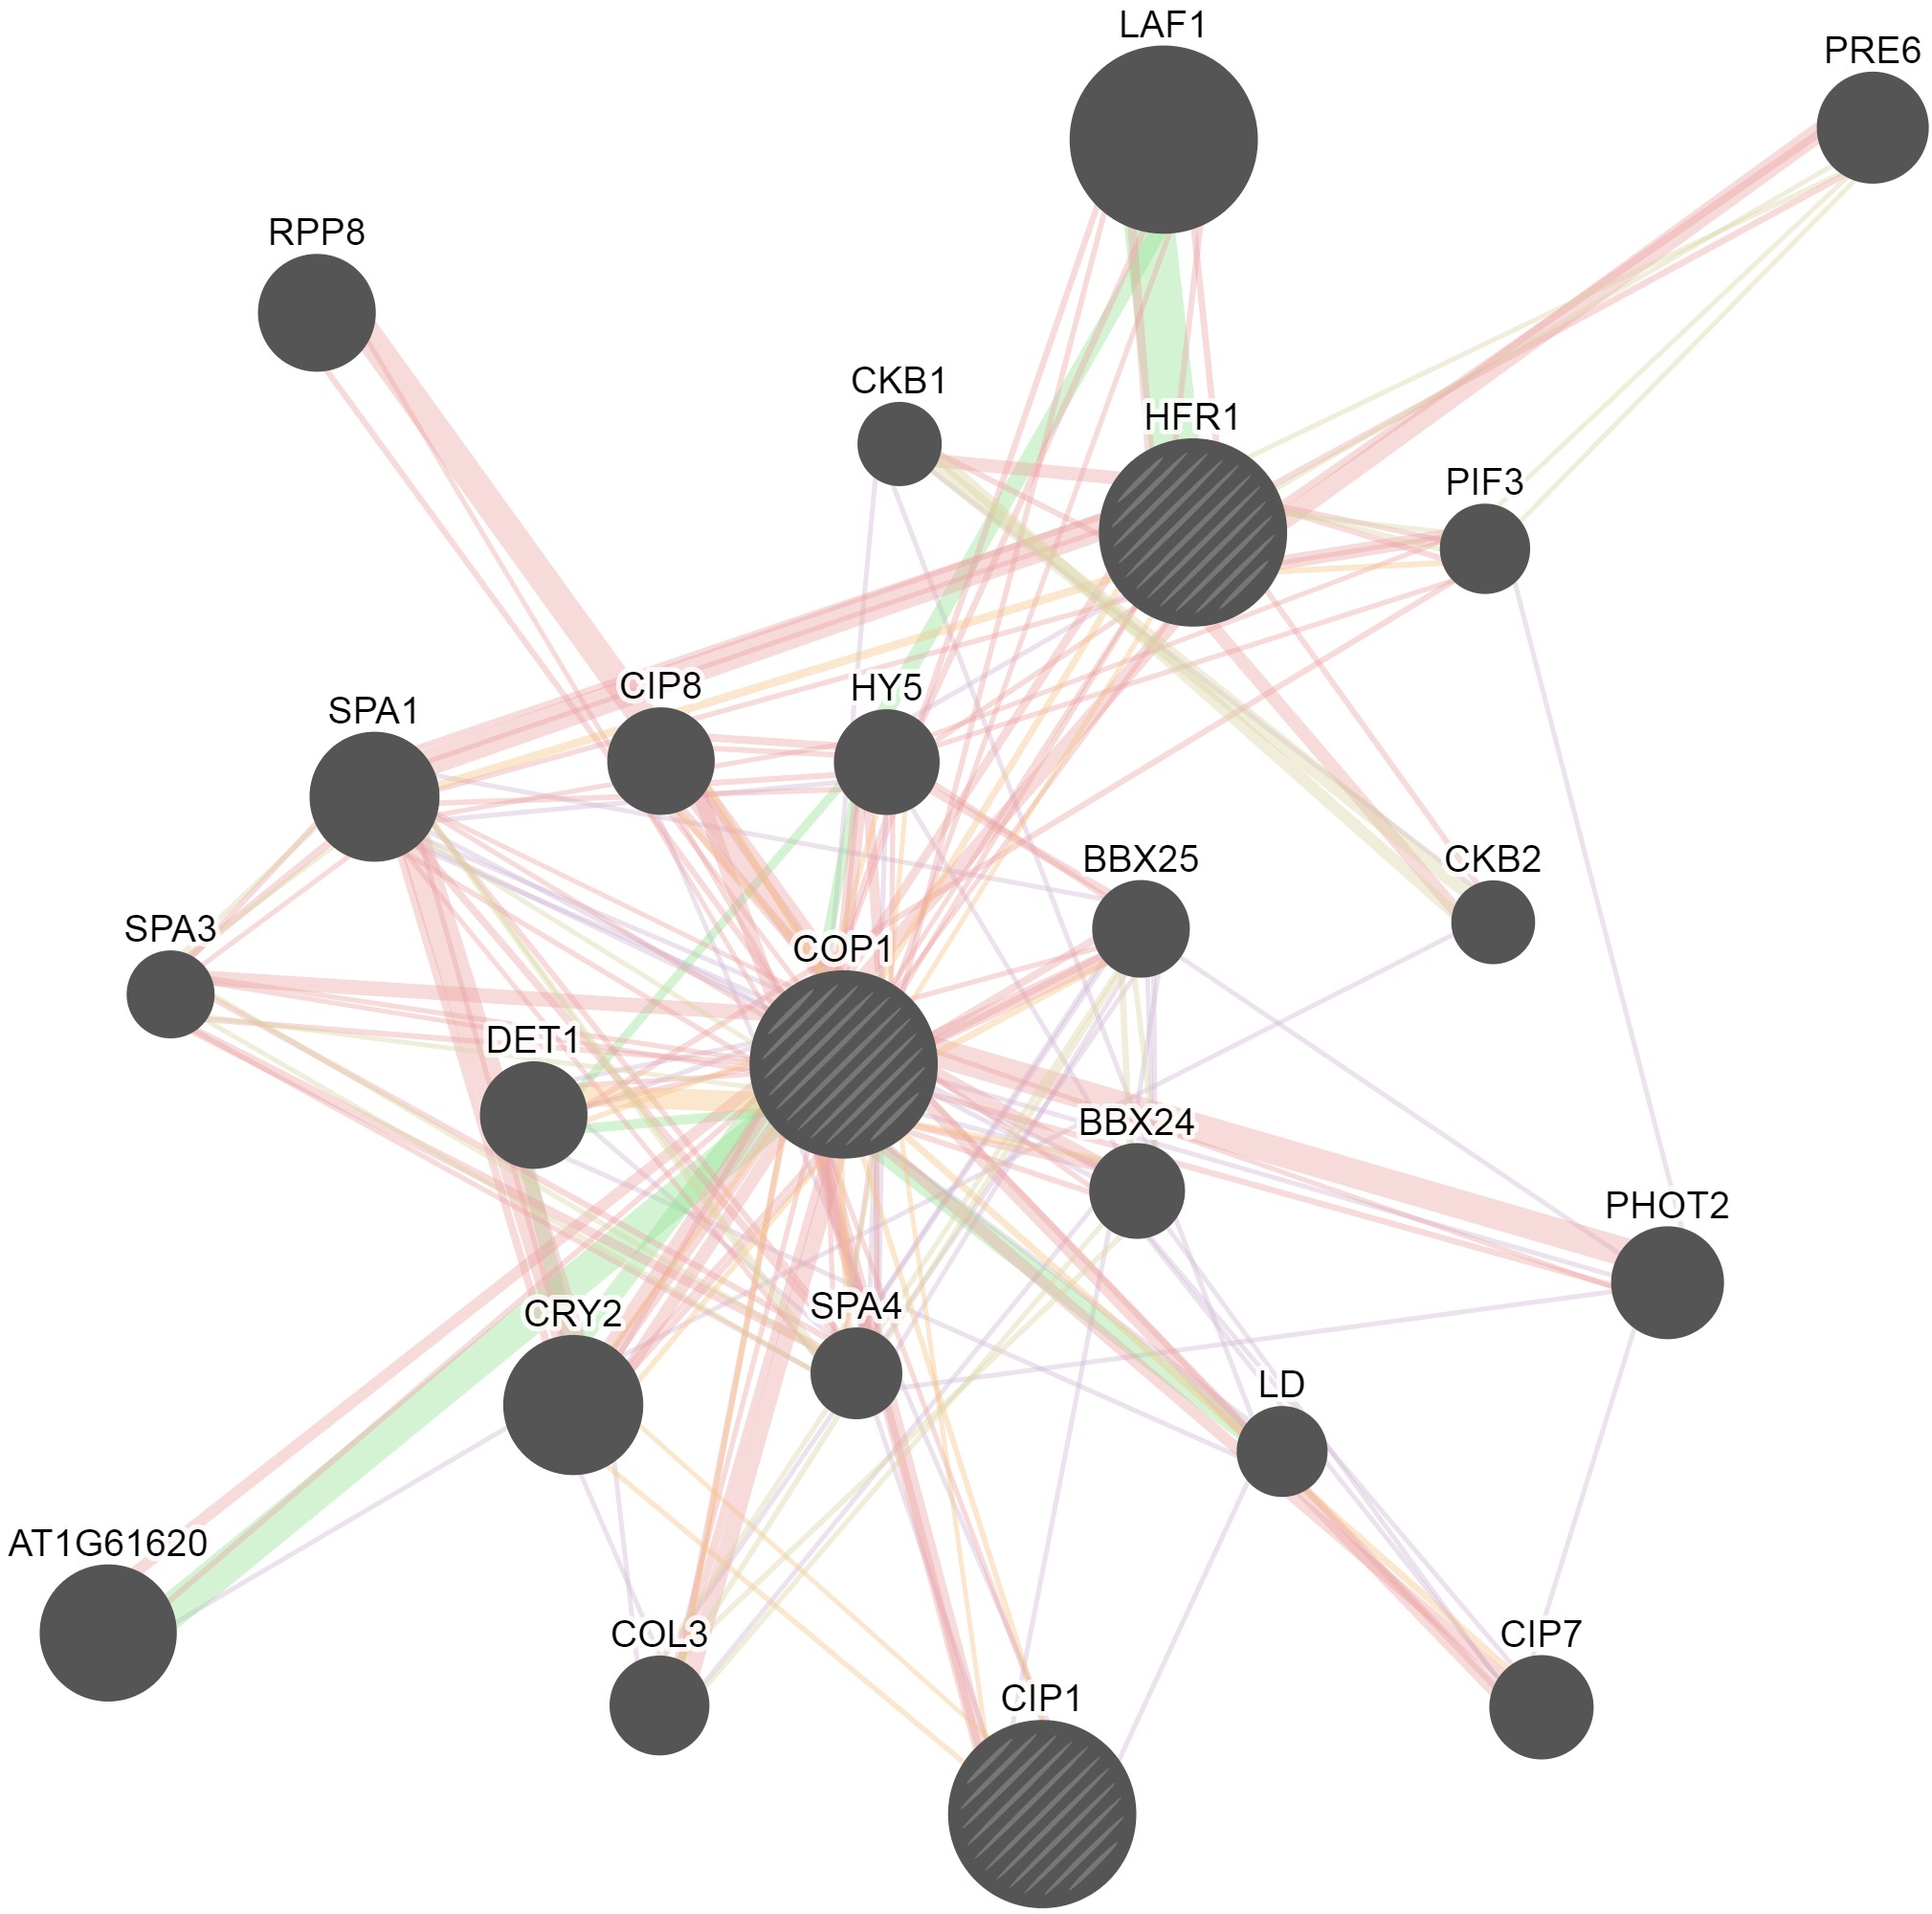 LAF1
PRE6
RPP8
CKB1
HFR1
PIF3
CIP8
HY5
SPA1
BBX25
CKB2
SPA3
COP1
DET1
BBX24
PHOT2
CRY2
SPA4
LD
AT1G61620
COL3
CIP7
CIP1